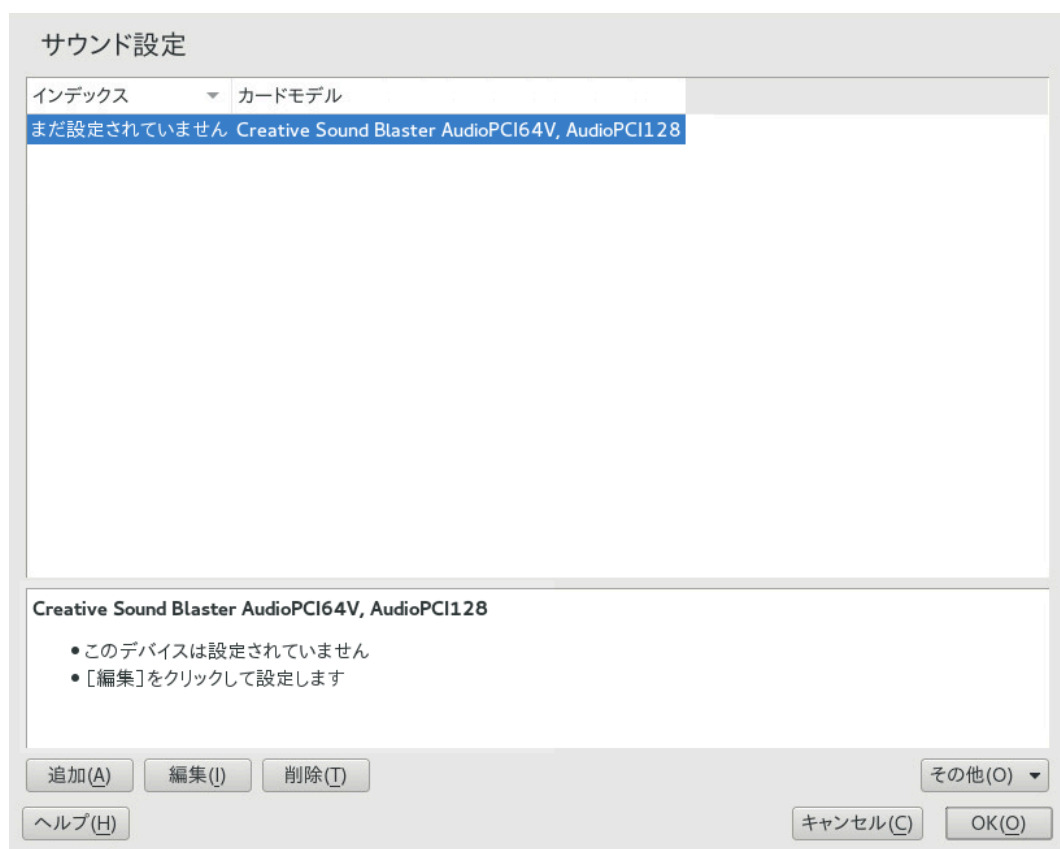 サウンド設定
インデックス カードモデル
まだ設定されていません Creative Sound Blaster AudioPCI64V, AudioPCI128
Creative Sound Blaster AudioPCI64V, AudioPCI128
●このデバイスは設定されていません
●［編集］をクリックして設定します
追加(A) 編集(I) 削除(T) その他(O)
ヘルプ(H) キャンセル(C) OK(O)